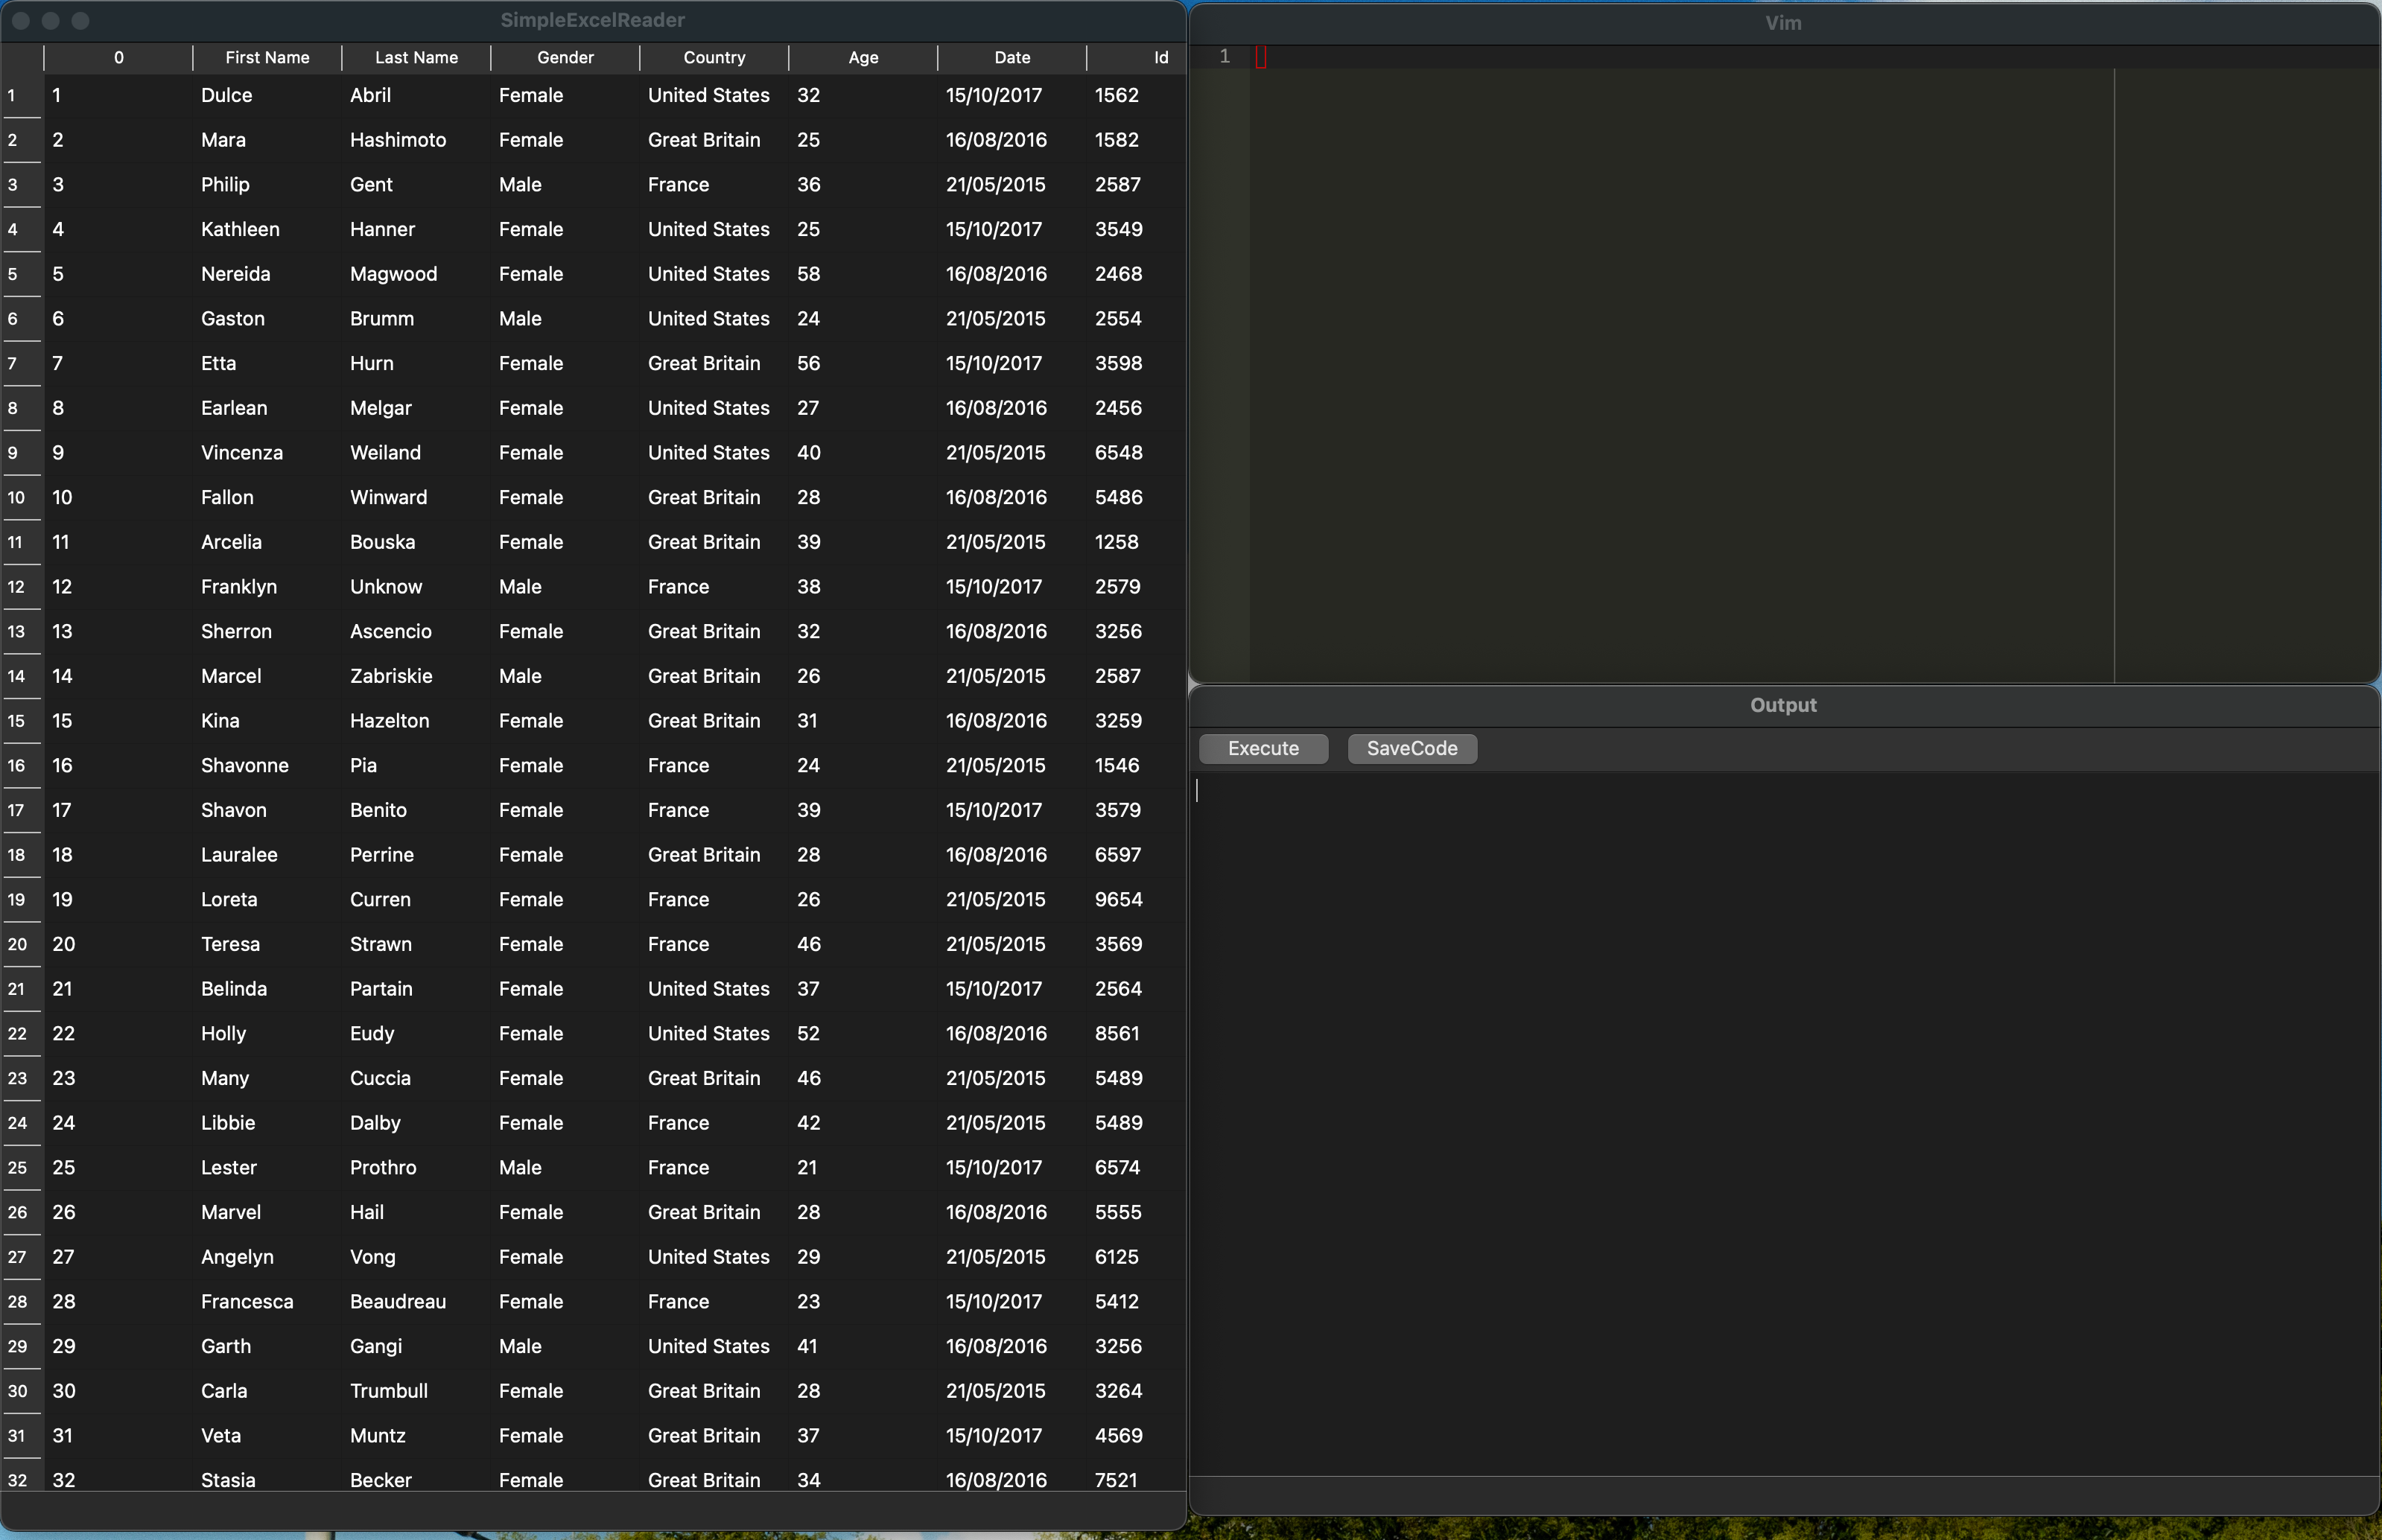 SimpleExcelReader
0 First Name Last Name Gender Country Age Date Id
1 1 Dulce Abril Female United States 32 15/10/2017 1562
2 2 Mara Hashimoto Female Great Britain 25 16/08/2016 1582
3 3 Philip Gent Male France 36 21/05/2015 2587
4 4 Kathleen Hanner Female United States 25 15/10/2017 3549
5 5 Nereida Magwood Female United States 58 16/08/2016 2468
6 6 Gaston Brumm Male United States 24 21/05/2015 2554
7 7 Etta Hurn Female Great Britain 56 15/10/2017 3598
8 8 Earlean Melgar Female United States 27 16/08/2016 2456
9 9 Vincenza Weiland Female United States 40 21/05/2015 6548
10 10 Fallon Winward Female Great Britain 28 16/08/2016 5486
11 11 Arcelia Bouska Female Great Britain 39 21/05/2015 1258
12 12 Franklyn Unknow Male France 38 15/10/2017 2579
13 13 Sherron Ascencio Female Great Britain 32 16/08/2016 3256
14 14 Marcel Zabriskie Male Great Britain 26 21/05/2015 2587
15 15 Kina Hazelton Female Great Britain 31 16/08/2016 3259
16 16 Shavonne Pia Female France 24 21/05/2015 1546
17 17 Shavon Benito Female France 39 15/10/2017 3579
18 18 Lauralee Perrine Female Great Britain 28 16/08/2016 6597
19 19 Loreta Curren Female France 26 21/05/2015 9654
20 20 Teresa Strawn Female France 46 21/05/2015 3569
21 21 Belinda Partain Female United States 37 15/10/2017 2564
22 22 Holly Eudy Female United States 52 16/08/2016 8561
23 23 Many Cuccia Female Great Britain 46 21/05/2015 5489
24 24 Libbie Dalby Female France 42 21/05/2015 5489
25 25 Lester Prothro Male France 21 15/10/2017 6574
26 26 Marvel Hail Female Great Britain 28 16/08/2016 5555
27 27 Angelyn Vong Female United States 29 21/05/2015 6125
28 28 Francesca Beaudreau Female France 23 15/10/2017 5412
29 29 Garth Gangi Male United States 41 16/08/2016 3256
30 30 Carla Trumbull Female Great Britain 28 21/05/2015 3264
31 31 Veta Muntz Female Great Britain 37 15/10/2017 4569
32 32 Stasia Becker Female Great Britain 34 16/08/2016 7521
Vim
1
Output
Execute SaveCode